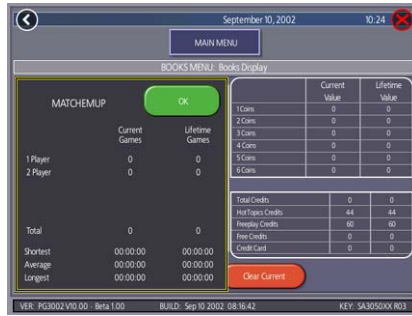 September 10, 2002 10:24
MAIN MENU
BOOKS MENU: Books Display
MATCHEMUP
OK
Current Games
Lifetime Games
1 Player 0 0
2 Player 0 0
Total 0 0
Shortest 00:00:00 00:00:00
Average 00:00:00 00:00:00
Longest 00:00:00 00:00:00
Current Value
Lifetime Value
1 Coins 0 0
2 Coins 0 0
3 Coins 0 0
4 Coins 0 0
5 Coins 0 0
6 Coins 0 0
Total Credits 0 0
HotTopics Credits 44 44
Freeplay Credits 60 60
Free Credits 0 0
Credit Card 0 0
Clear Current
VER: PG3002 V10.00 - Beta 1.00 BUILD: Sep 10 2002 08:16:42 KEY: SA3050XX R03